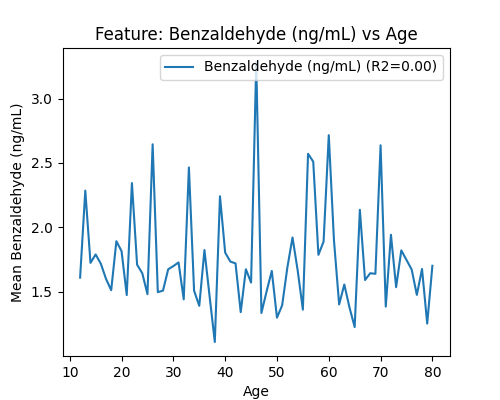 Feature: Benzaldehyde (ng/mL) vs Age
Benzaldehyde (ng/mL) (R2=0.00)
Mean Benzaldehyde (ng/mL)
3.0
2.5
2.0
1.5
10 20 30 40 50 60 70 80
Age